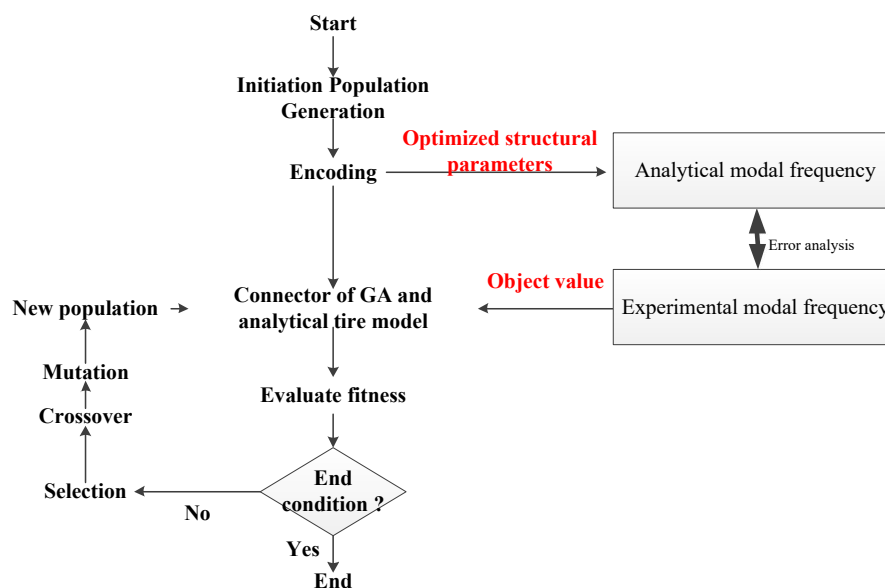 Start
Initiation Population
Generation
Optimized structural
parameters
Encoding
Analytical modal frequency
Error analysis
Object value
Experimental modal frequency
New population
Connector of GA and
analytical tire model
Mutation
Evaluate fitness
Crossover
End
condition ?
Selection
No
Yes
End